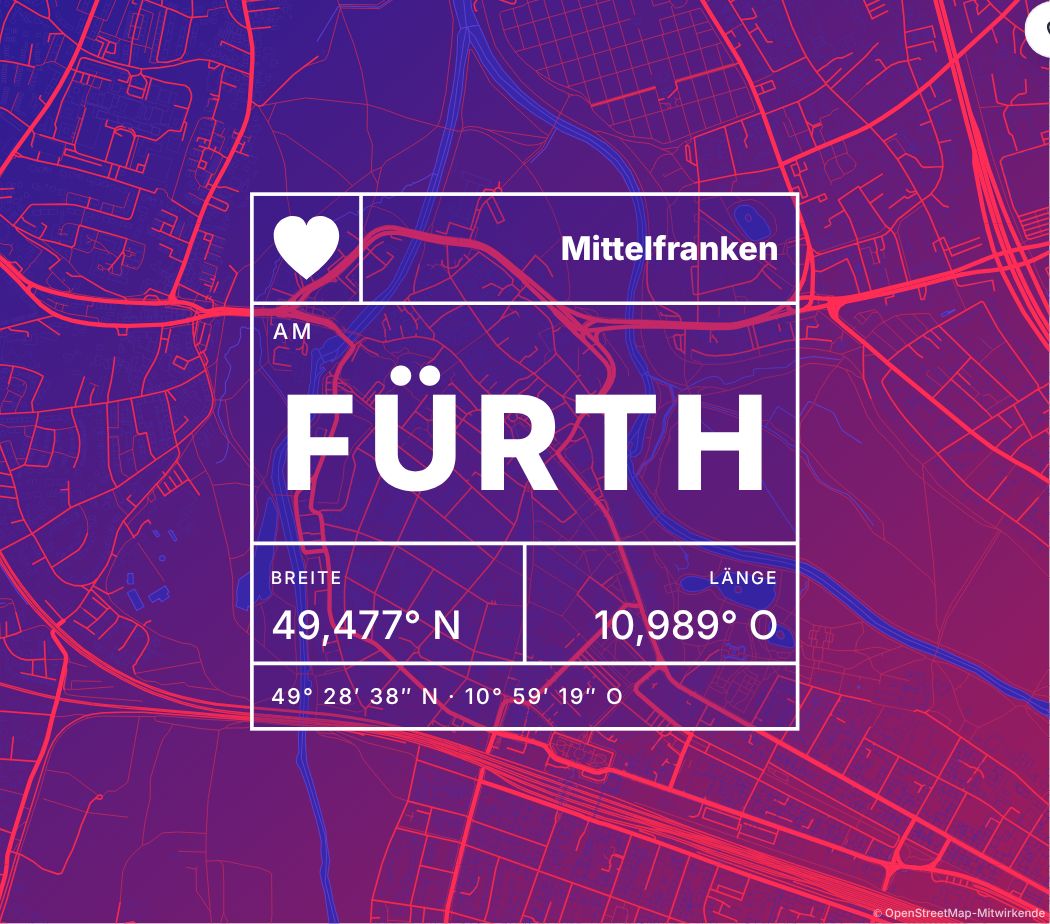 Mittelfranken
AM
FÜRTH
BREITE
LÄNGE
49,477° N
10,989° O
49° 28′ 38″ N · 10° 59′ 19″ O
© OpenStreetMap-Mitwirkende